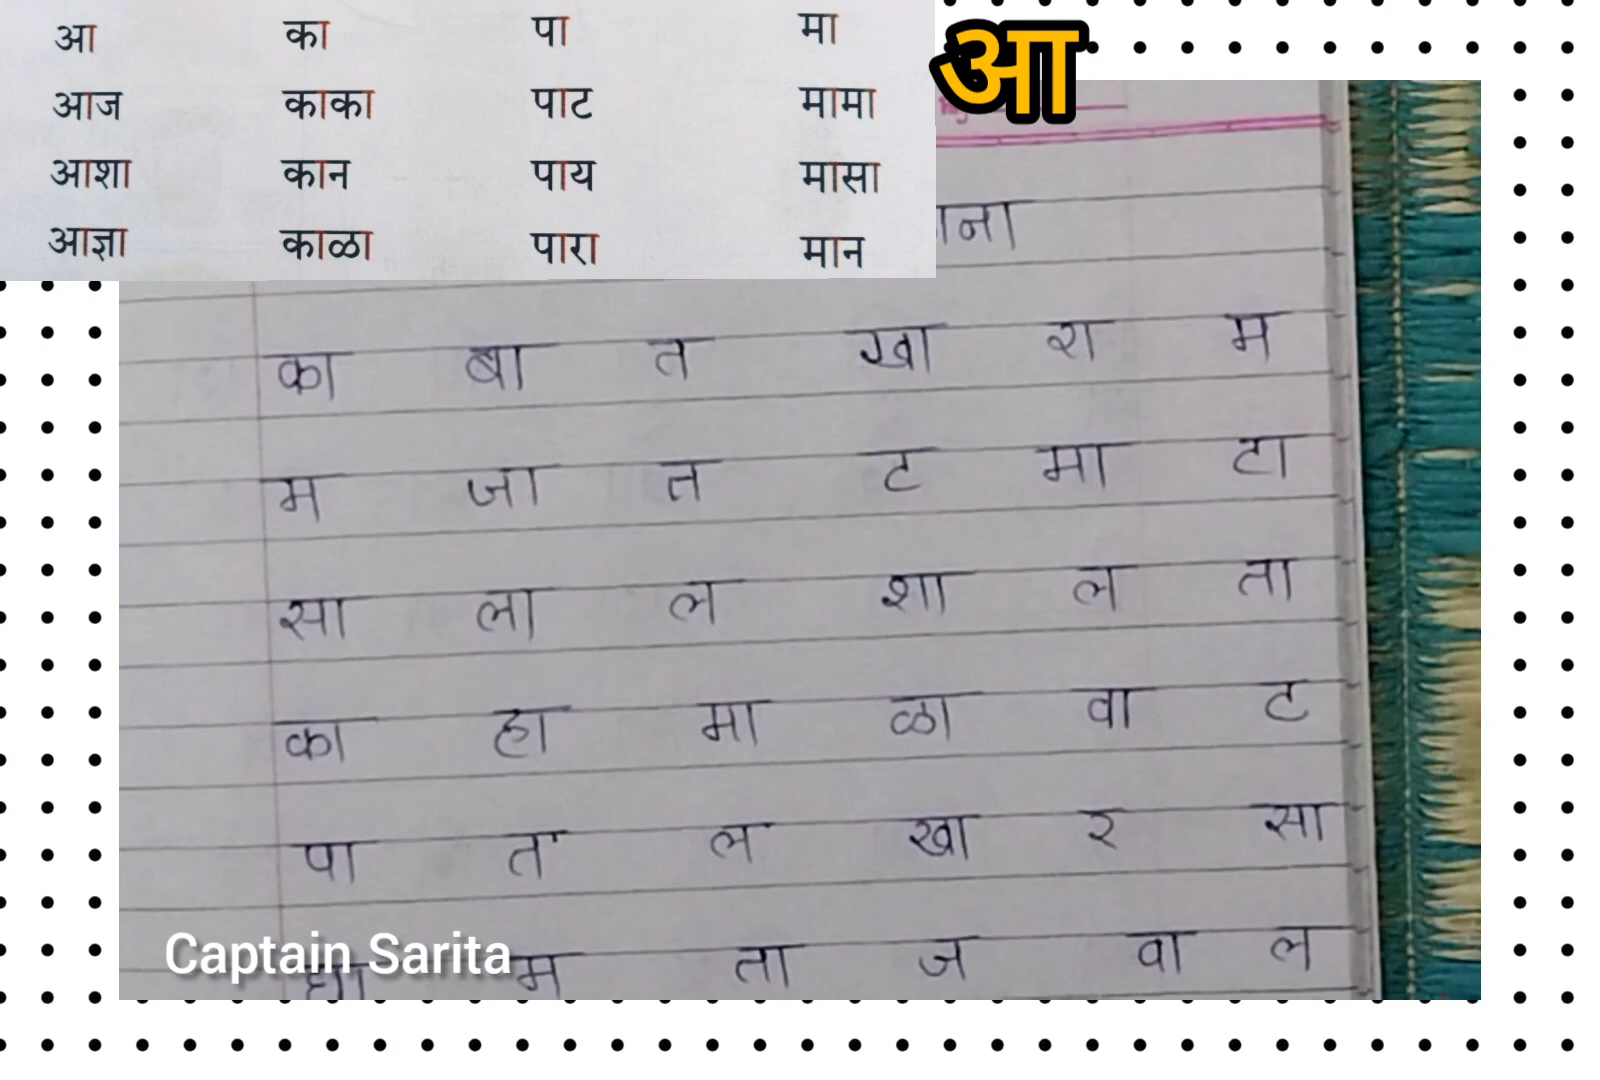 आ का पा मा
आज काका पाट मामा
आशा कान पाय मासा
आज्ञा काळा पारा मान
आ
का बा त खा रा म
म जा त ट मा टा
सा ला ल शा ल ता
का हा मा ळा वा ट
पा त ल खा र सा
म ता ज वा ल
Captain Sarita